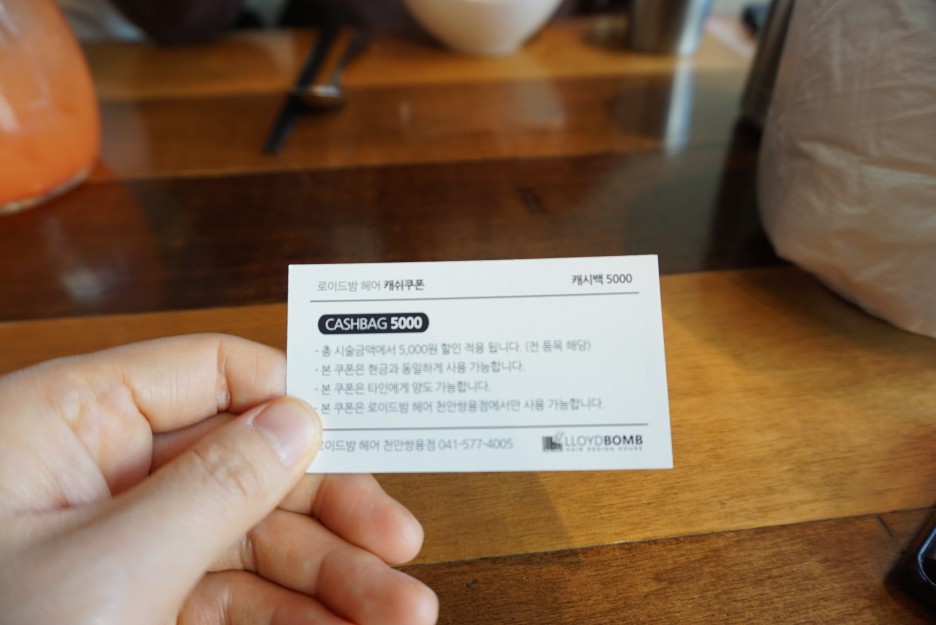 로이드밤 헤어 캐쉬쿠폰 캐시백 5000
CASHBAG 5000
- 총 시술금액에서 5,000원 할인 적용 됩니다. (전 품목 해당)
- 본 쿠폰은 현금과 동일하게 사용 가능합니다.
- 본 쿠폰은 타인에게 양도 가능합니다.
- 본 쿠폰은 로이드밤 헤어 천안쌍용점에서만 사용 가능합니다.
로이드밤 헤어 천안쌍용점 041-577-4005 LLOYDBOMB
HAIR DESIGN HOUSE